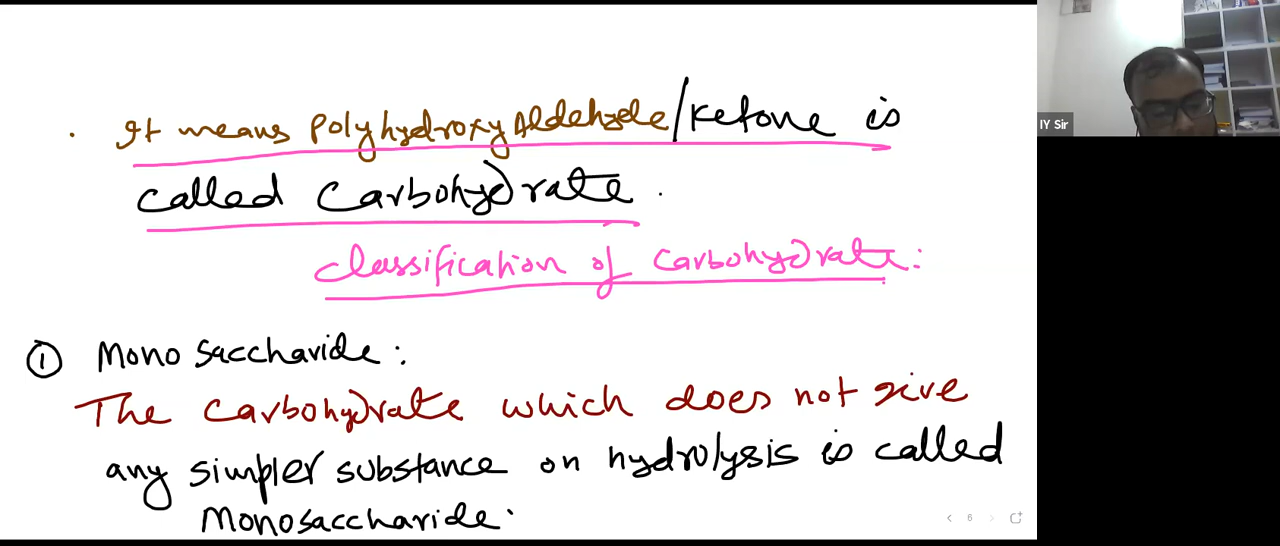 . It means Polyhydroxy Aldehyde/Ketone is
called Carbohydrate.
Classification of Carbohydrate:
① Mono Saccharide:
The Carbohydrate which does not give
any simpler substance on hydrolysis is called
Monosaccharide.
IY Sir
6